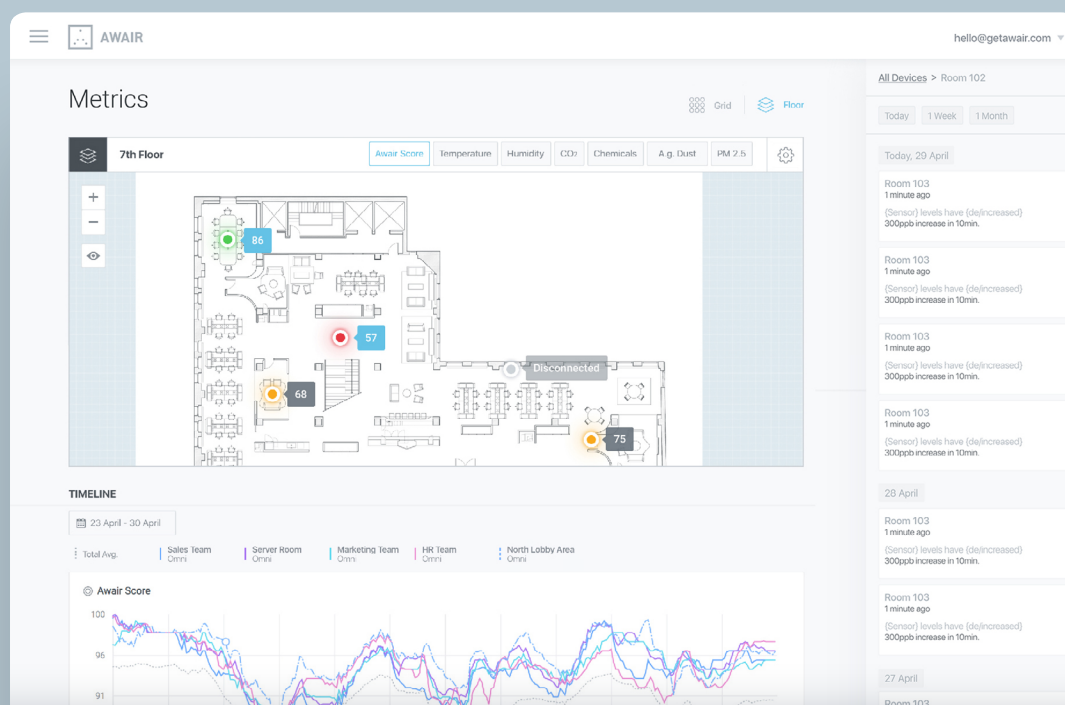 AWAIR
hello@getawair.com
Metrics
Grid
Floor
7th Floor
Awair Score
Temperature
Humidity
CO2
Chemicals
A.g. Dust
PM 2.5
86
57
68
Disconnected
75
TIMELINE
23 April - 30 April
Total Avg.
Sales Team
Omni
Server Room
Omni
Marketing Team
Omni
HR Team
Omni
North Lobby Area
Omni
Awair Score
100
96
91
All Devices > Room 102
Today
1 Week
1 Month
Today, 29 April
Room 103
1 minute ago
{Sensor} levels have {de/increased}
300ppb increase in 10min.
Room 103
1 minute ago
{Sensor} levels have {de/increased}
300ppb increase in 10min.
Room 103
1 minute ago
{Sensor} levels have {de/increased}
300ppb increase in 10min.
Room 103
1 minute ago
{Sensor} levels have {de/increased}
300ppb increase in 10min.
28 April
Room 103
1 minute ago
{Sensor} levels have {de/increased}
300ppb increase in 10min.
Room 103
1 minute ago
{Sensor} levels have {de/increased}
300ppb increase in 10min.
27 April
Room 103